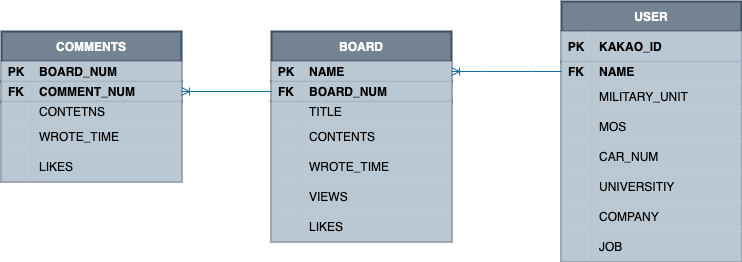 COMMENTS
PK BOARD_NUM
FK COMMENT_NUM
CONTETNS
WROTE_TIME
LIKES
BOARD
PK NAME
FK BOARD_NUM
TITLE
CONTENTS
WROTE_TIME
VIEWS
LIKES
USER
PK KAKAO_ID
FK NAME
MILITARY_UNIT
MOS
CAR_NUM
UNIVERSITIY
COMPANY
JOB